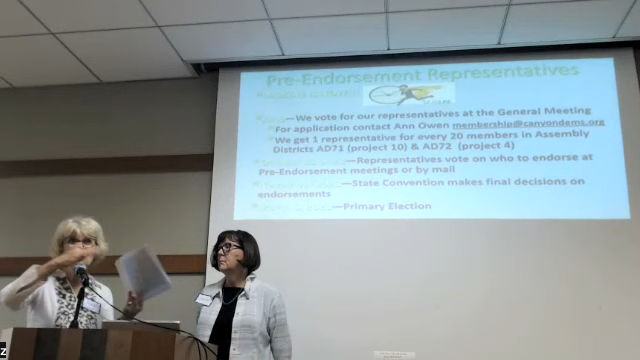 Pre-Endorsement Representatives
—We vote for our representatives at the General Meeting
For application contact Ann Owen membership@canyondems.org
We get 1 representative for every 20 members in Assembly
Districts AD71 (project 10) & AD72 (project 4)
—Representatives vote on who to endorse at
Pre-Endorsement meetings or by mail
—State Convention makes final decisions on
endorsements
—Primary Election
z